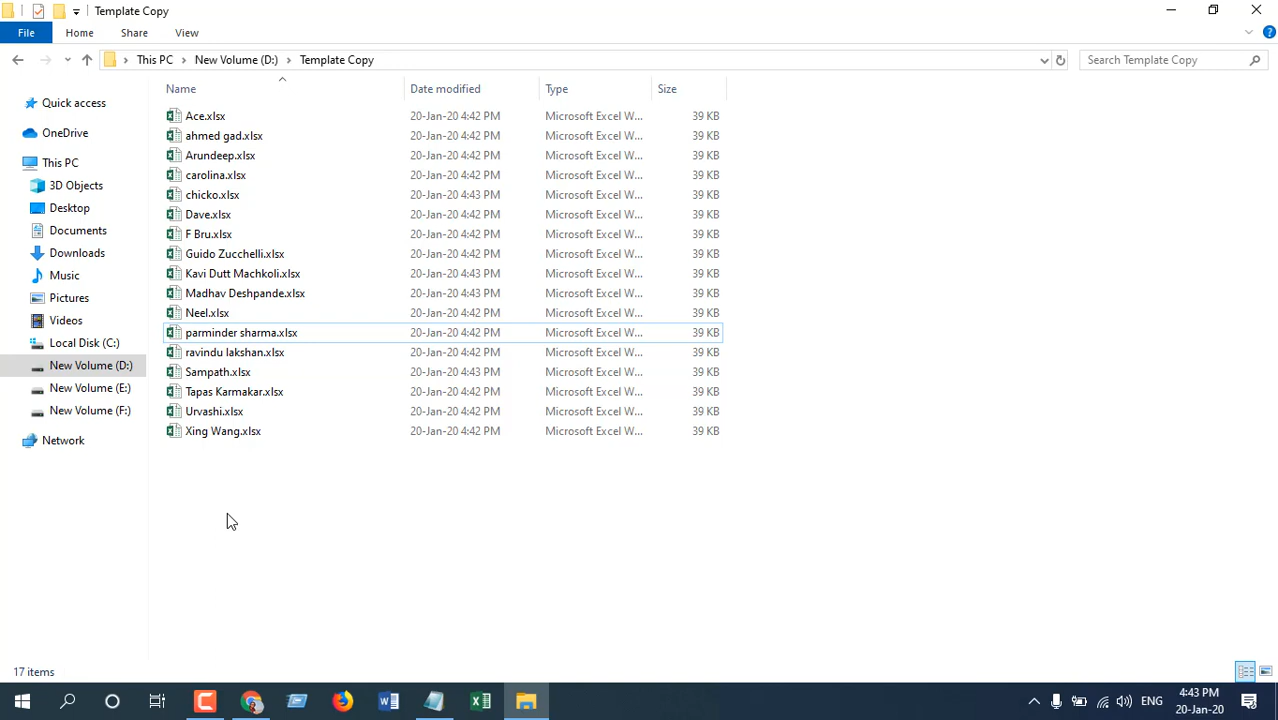 Template Copy
File Home Share View
This PC New Volume (D:) Template Copy Search Template Copy
Name Date modified Type Size
Quick access
OneDrive
This PC
3D Objects
Desktop
Documents
Downloads
Music
Pictures
Videos
Local Disk (C:)
New Volume (D:)
New Volume (E:)
New Volume (F:)
Network
Ace.xlsx 20-Jan-20 4:42 PM Microsoft Excel W... 39 KB
ahmed gad.xlsx 20-Jan-20 4:42 PM Microsoft Excel W... 39 KB
Arundeep.xlsx 20-Jan-20 4:42 PM Microsoft Excel W... 39 KB
carolina.xlsx 20-Jan-20 4:42 PM Microsoft Excel W... 39 KB
chicko.xlsx 20-Jan-20 4:43 PM Microsoft Excel W... 39 KB
Dave.xlsx 20-Jan-20 4:42 PM Microsoft Excel W... 39 KB
F Bru.xlsx 20-Jan-20 4:42 PM Microsoft Excel W... 39 KB
Guido Zucchelli.xlsx 20-Jan-20 4:42 PM Microsoft Excel W... 39 KB
Kavi Dutt Machkoli.xlsx 20-Jan-20 4:43 PM Microsoft Excel W... 39 KB
Madhav Deshpande.xlsx 20-Jan-20 4:43 PM Microsoft Excel W... 39 KB
Neel.xlsx 20-Jan-20 4:42 PM Microsoft Excel W... 39 KB
parminder sharma.xlsx 20-Jan-20 4:42 PM Microsoft Excel W... 39 KB
ravindu lakshan.xlsx 20-Jan-20 4:42 PM Microsoft Excel W... 39 KB
Sampath.xlsx 20-Jan-20 4:43 PM Microsoft Excel W... 39 KB
Tapas Karmakar.xlsx 20-Jan-20 4:42 PM Microsoft Excel W... 39 KB
Urvashi.xlsx 20-Jan-20 4:42 PM Microsoft Excel W... 39 KB
Xing Wang.xlsx 20-Jan-20 4:42 PM Microsoft Excel W... 39 KB
17 items
ENG
4:43 PM
20-Jan-20